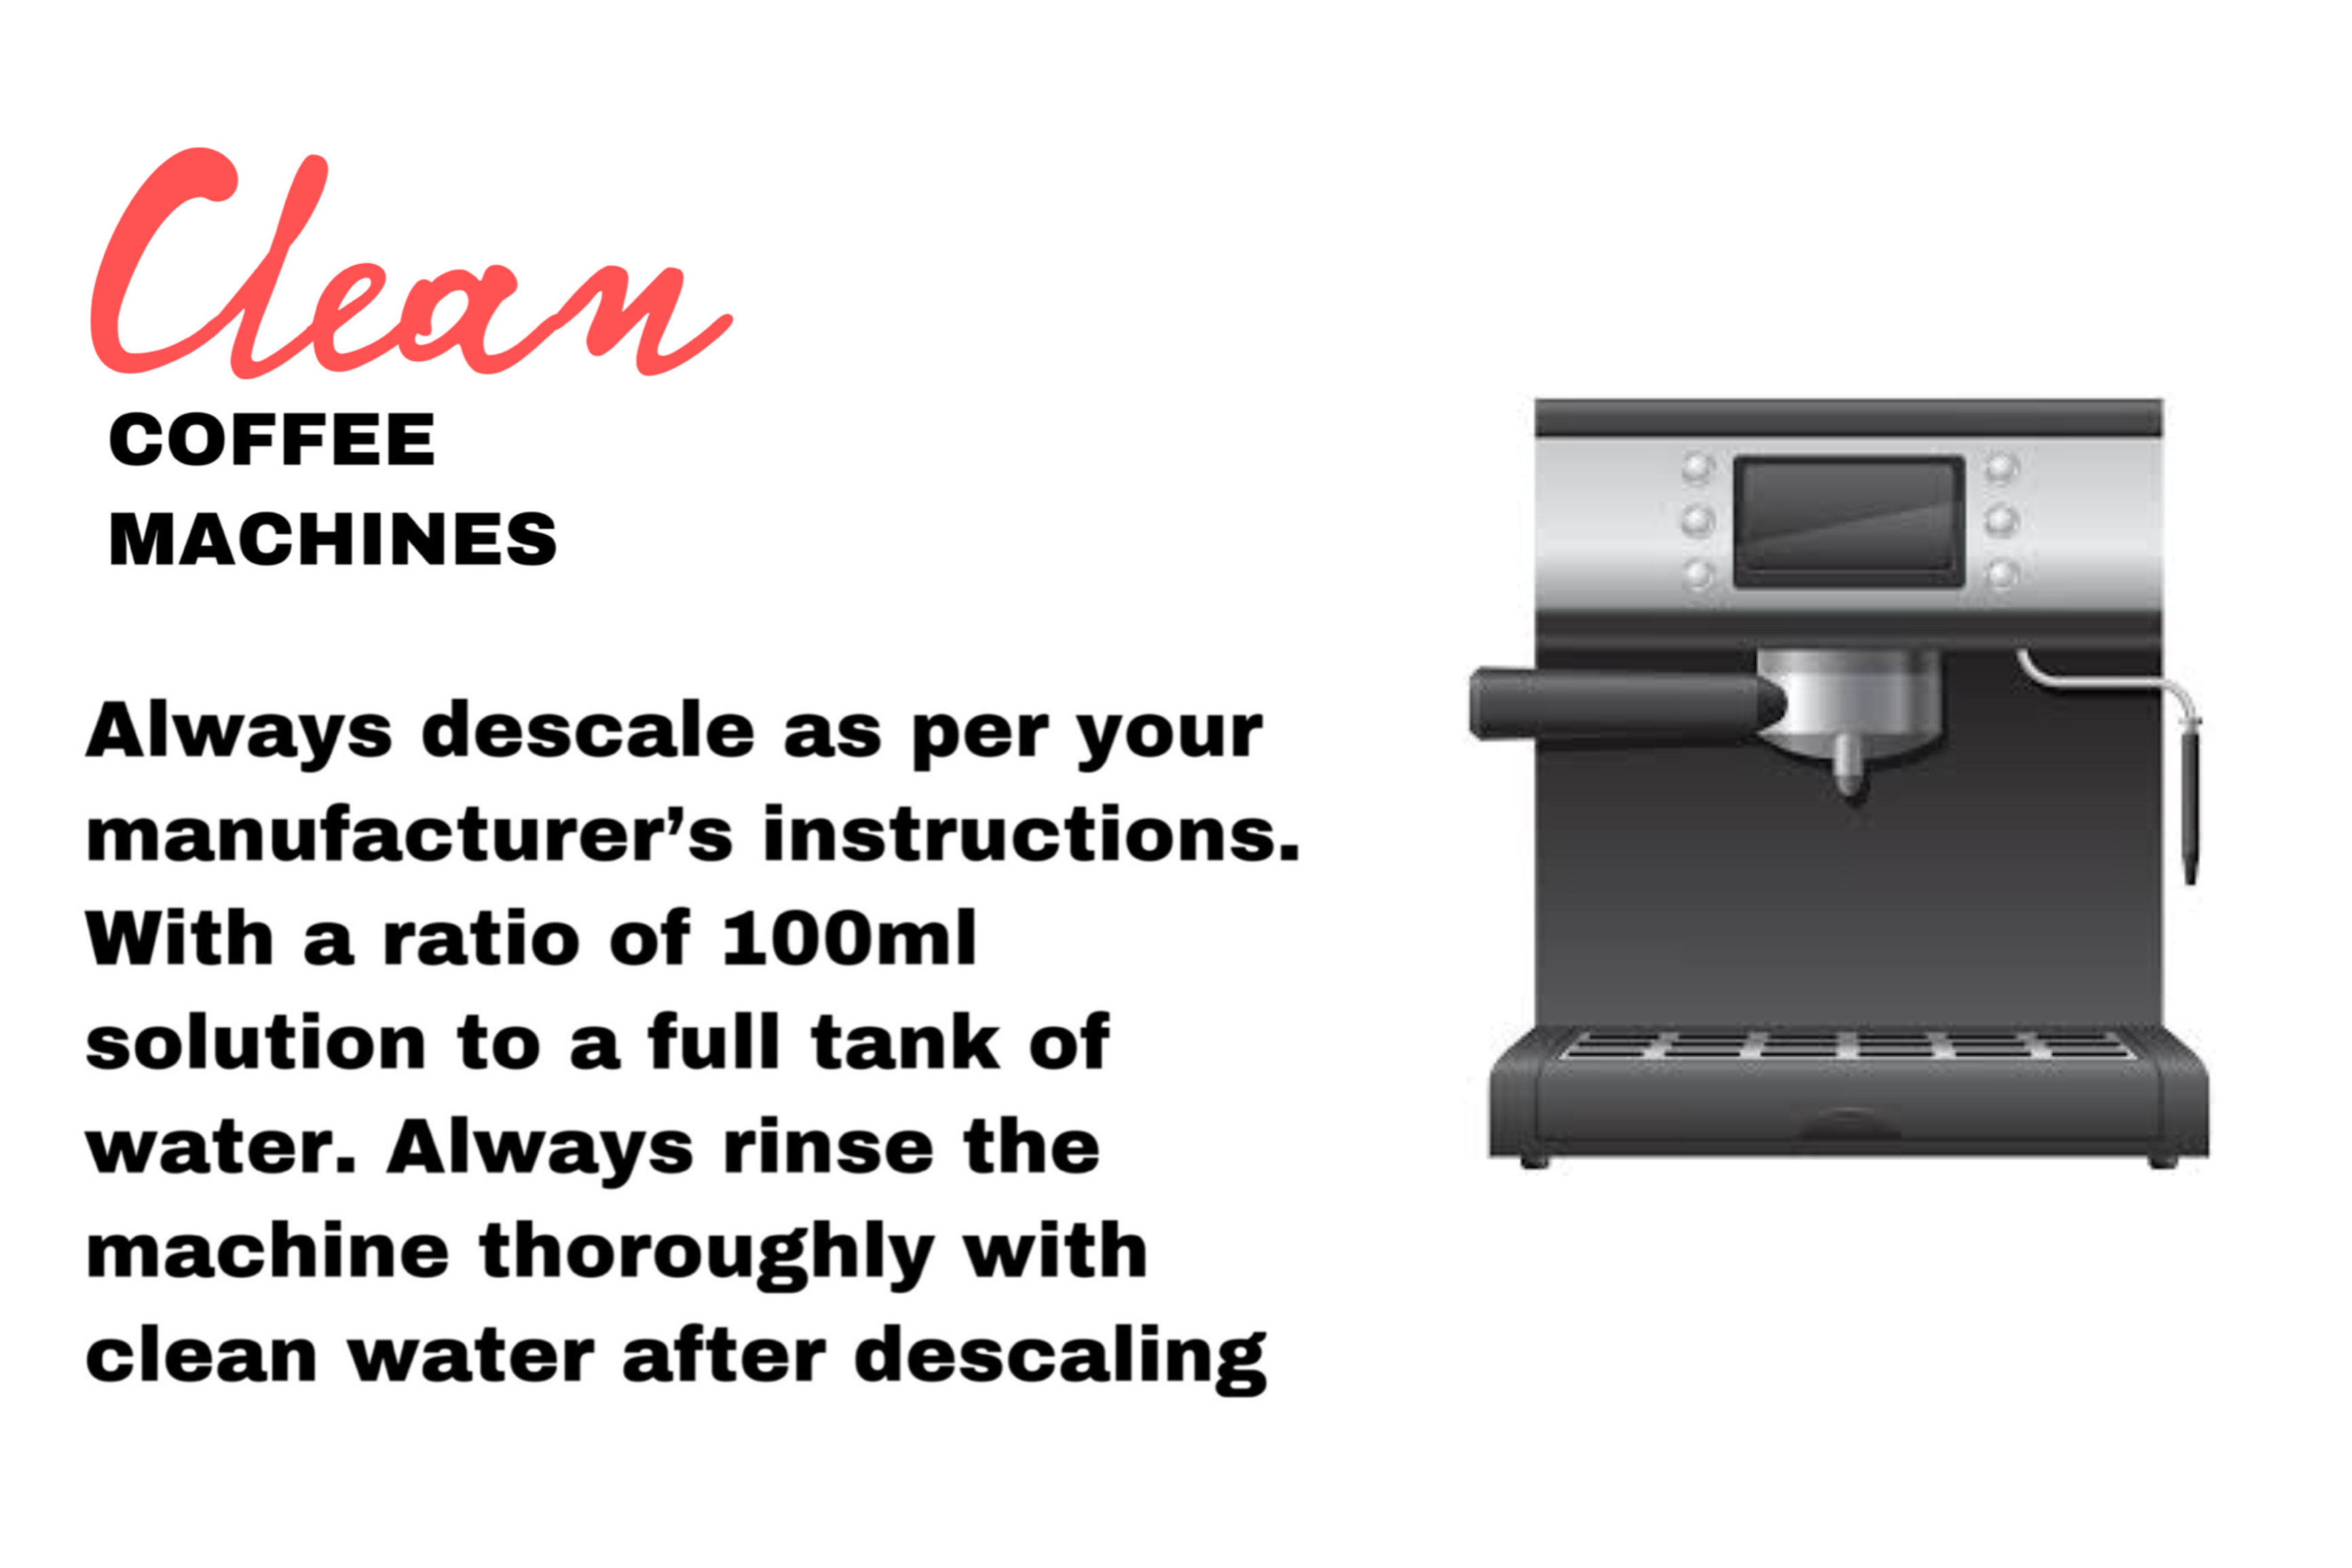 Clean
COFFEE
MACHINES
Always descale as per your
manufacturer’s instructions.
With a ratio of 100ml
solution to a full tank of
water. Always rinse the
machine thoroughly with
clean water after descaling